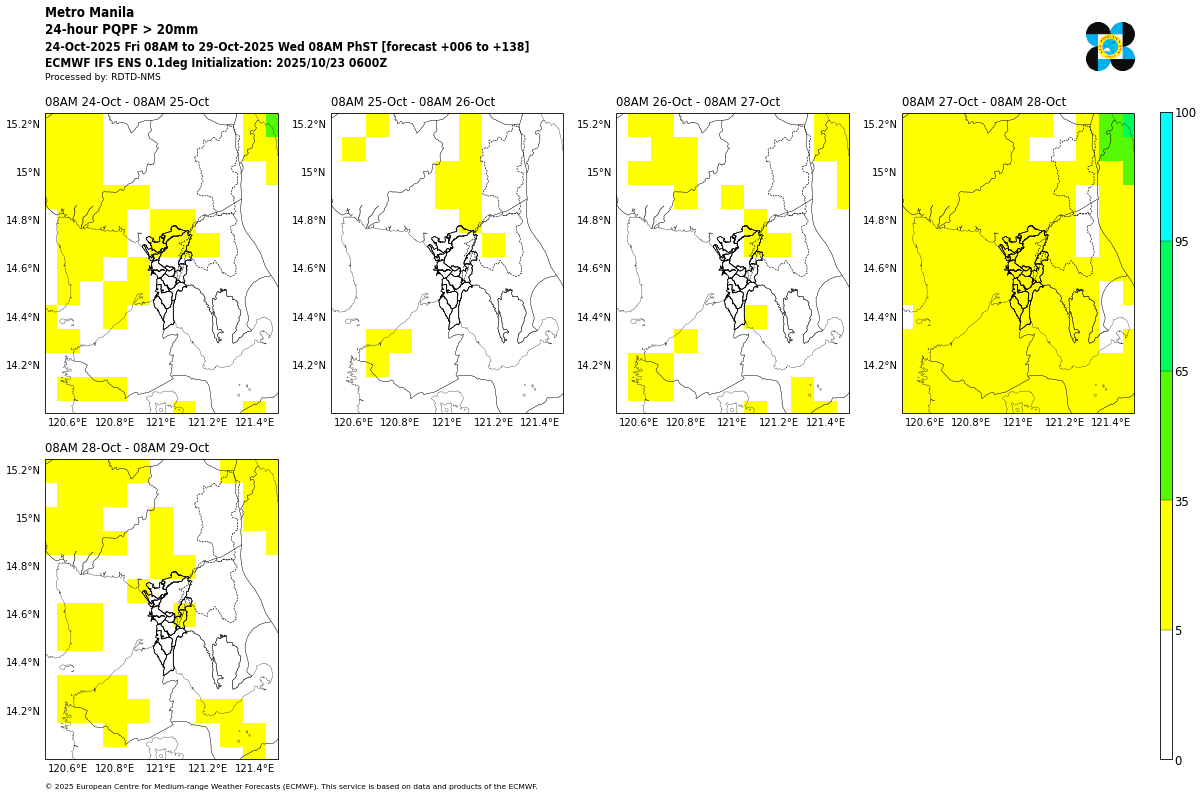 Metro Manila
24-hour PQPF > 20mm
24-Oct-2025 Fri 08AM to 29-Oct-2025 Wed 08AM PhST [forecast +006 to +138]
ECMWF IFS ENS 0.1deg Initialization: 2025/10/23 0600Z
Processed by: RDTD-NMS
08AM 24-Oct - 08AM 25-Oct
08AM 25-Oct - 08AM 26-Oct
08AM 26-Oct - 08AM 27-Oct
08AM 27-Oct - 08AM 28-Oct
15.2°N
15°N
14.8°N
14.6°N
14.4°N
14.2°N
120.6°E 120.8°E 121°E 121.2°E 121.4°E
15.2°N
15°N
14.8°N
14.6°N
14.4°N
14.2°N
120.6°E 120.8°E 121°E 121.2°E 121.4°E
15.2°N
15°N
14.8°N
14.6°N
14.4°N
14.2°N
120.6°E 120.8°E 121°E 121.2°E 121.4°E
15.2°N
15°N
14.8°N
14.6°N
14.4°N
14.2°N
120.6°E 120.8°E 121°E 121.2°E 121.4°E
100
95
65
35
5
0
08AM 28-Oct - 08AM 29-Oct
15.2°N
15°N
14.8°N
14.6°N
14.4°N
14.2°N
120.6°E 120.8°E 121°E 121.2°E 121.4°E
© 2025 European Centre for Medium-range Weather Forecasts (ECMWF). This service is based on data and products of the ECMWF.